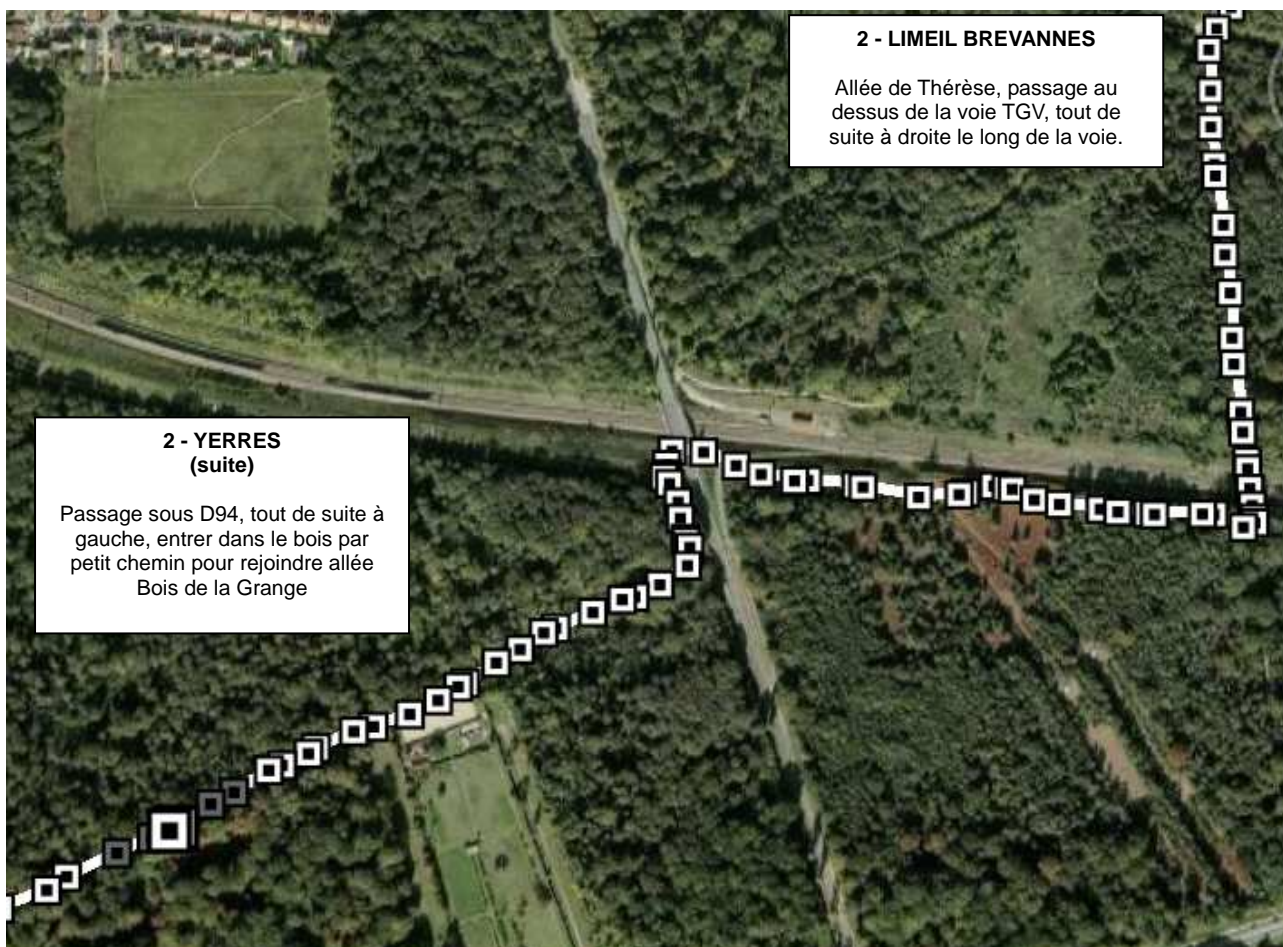 2 - LIMEIL BREVANNES
Allée de Thérèse, passage au
dessus de la voie TGV, tout de
suite à droite le long de la voie.
2 - YERRES
(suite)
Passage sous D94, tout de suite à
gauche, entrer dans le bois par
petit chemin pour rejoindre allée
Bois de la Grange